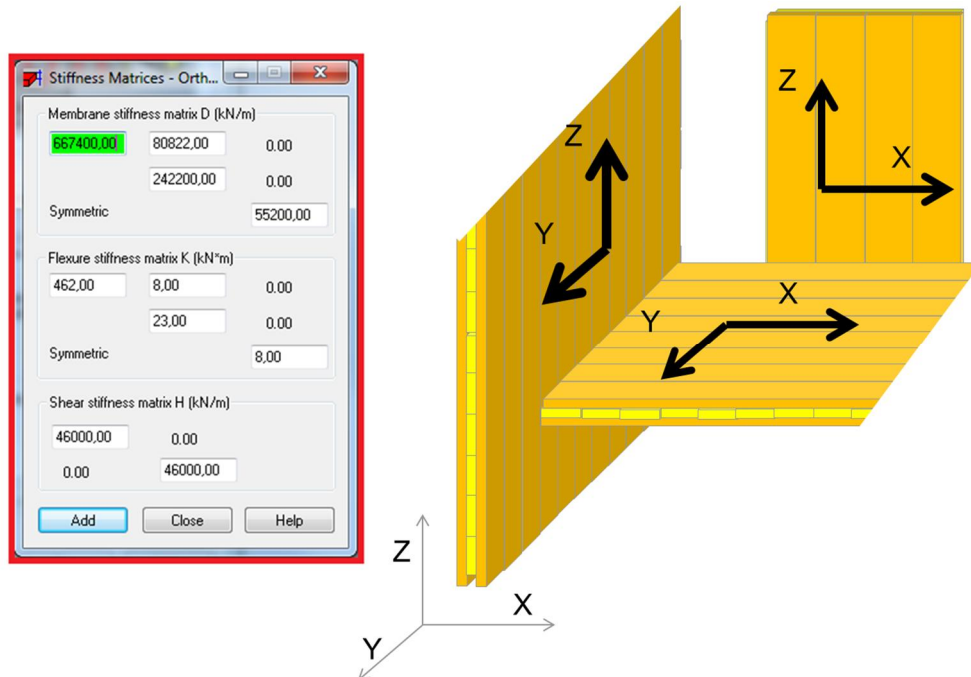 Stiffness Matrices - Orth...
Membrane stiffness matrix D (kN/m)
667400,00 80822,00 0.00
242200,00 0.00
Symmetric 55200,00
Flexure stiffness matrix K (kN*m)
462,00 8,00 0.00
23,00 0.00
Symmetric 8,00
Shear stiffness matrix H (kN/m)
46000,00 0.00
0.00 46000,00
Add Close Help
Z
Y
Z
X
X
Y
Z
X
Y